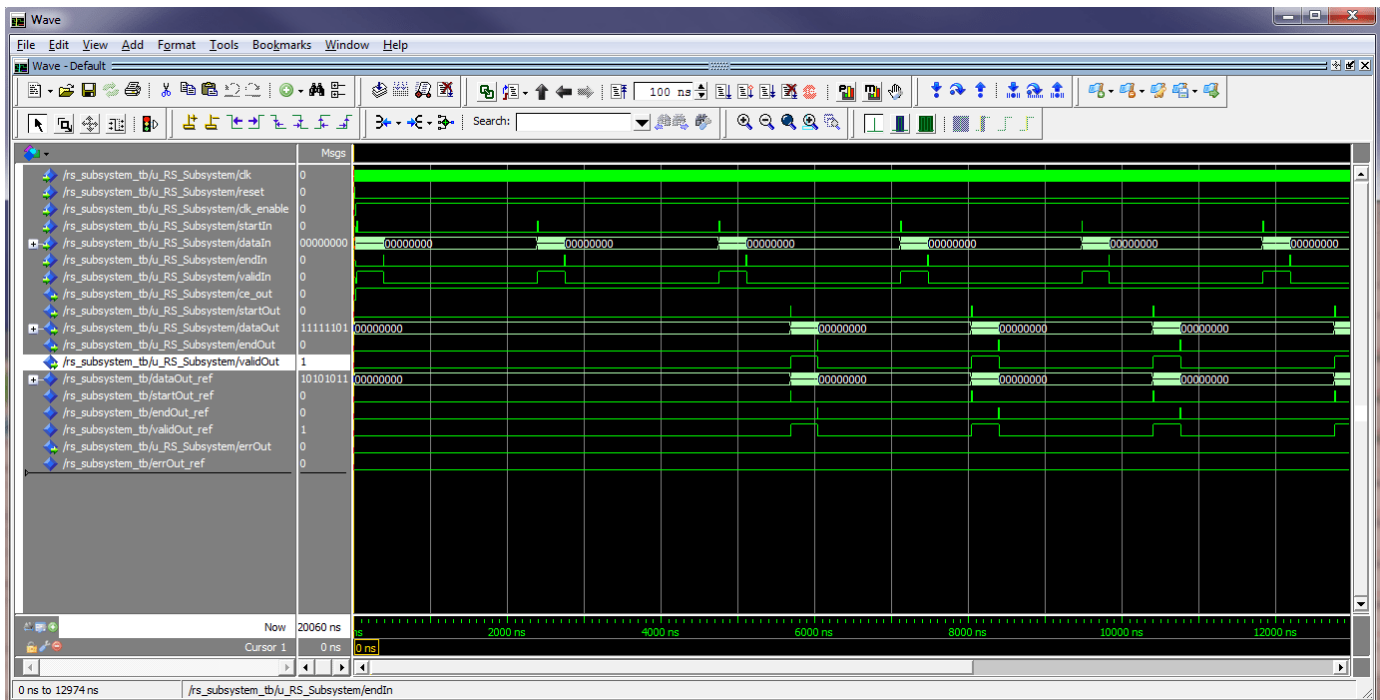 Wave
File Edit View Add Format Tools Bookmarks Window Help
Wave - Default
100 ns
Search:
Msgs
/rs_subsystem_tb/u_RS_Subsystem/clk 0
/rs_subsystem_tb/u_RS_Subsystem/reset 0
/rs_subsystem_tb/u_RS_Subsystem/clk_enable 0
/rs_subsystem_tb/u_RS_Subsystem/startIn 0
/rs_subsystem_tb/u_RS_Subsystem/dataIn 00000000 00000000 00000000 00000000 00000000 00000000 00000000
/rs_subsystem_tb/u_RS_Subsystem/endIn 0
/rs_subsystem_tb/u_RS_Subsystem/validIn 0
/rs_subsystem_tb/u_RS_Subsystem/ce_out 0
/rs_subsystem_tb/u_RS_Subsystem/startOut 0
/rs_subsystem_tb/u_RS_Subsystem/dataOut 11111101 00000000 00000000 00000000 00000000
/rs_subsystem_tb/u_RS_Subsystem/endOut 0
/rs_subsystem_tb/u_RS_Subsystem/validOut 1
/rs_subsystem_tb/dataOut_ref 10101011 00000000 00000000 00000000 00000000
/rs_subsystem_tb/startOut_ref 0
/rs_subsystem_tb/endOut_ref 0
/rs_subsystem_tb/validOut_ref 1
/rs_subsystem_tb/u_RS_Subsystem/errOut 0
/rs_subsystem_tb/errOut_ref 0
Now 20060 ns ns 2000 ns 4000 ns 6000 ns 8000 ns 10000 ns 12000 ns
Cursor 1 0 ns 0 ns
0 ns to 12974 ns /rs_subsystem_tb/u_RS_Subsystem/endIn